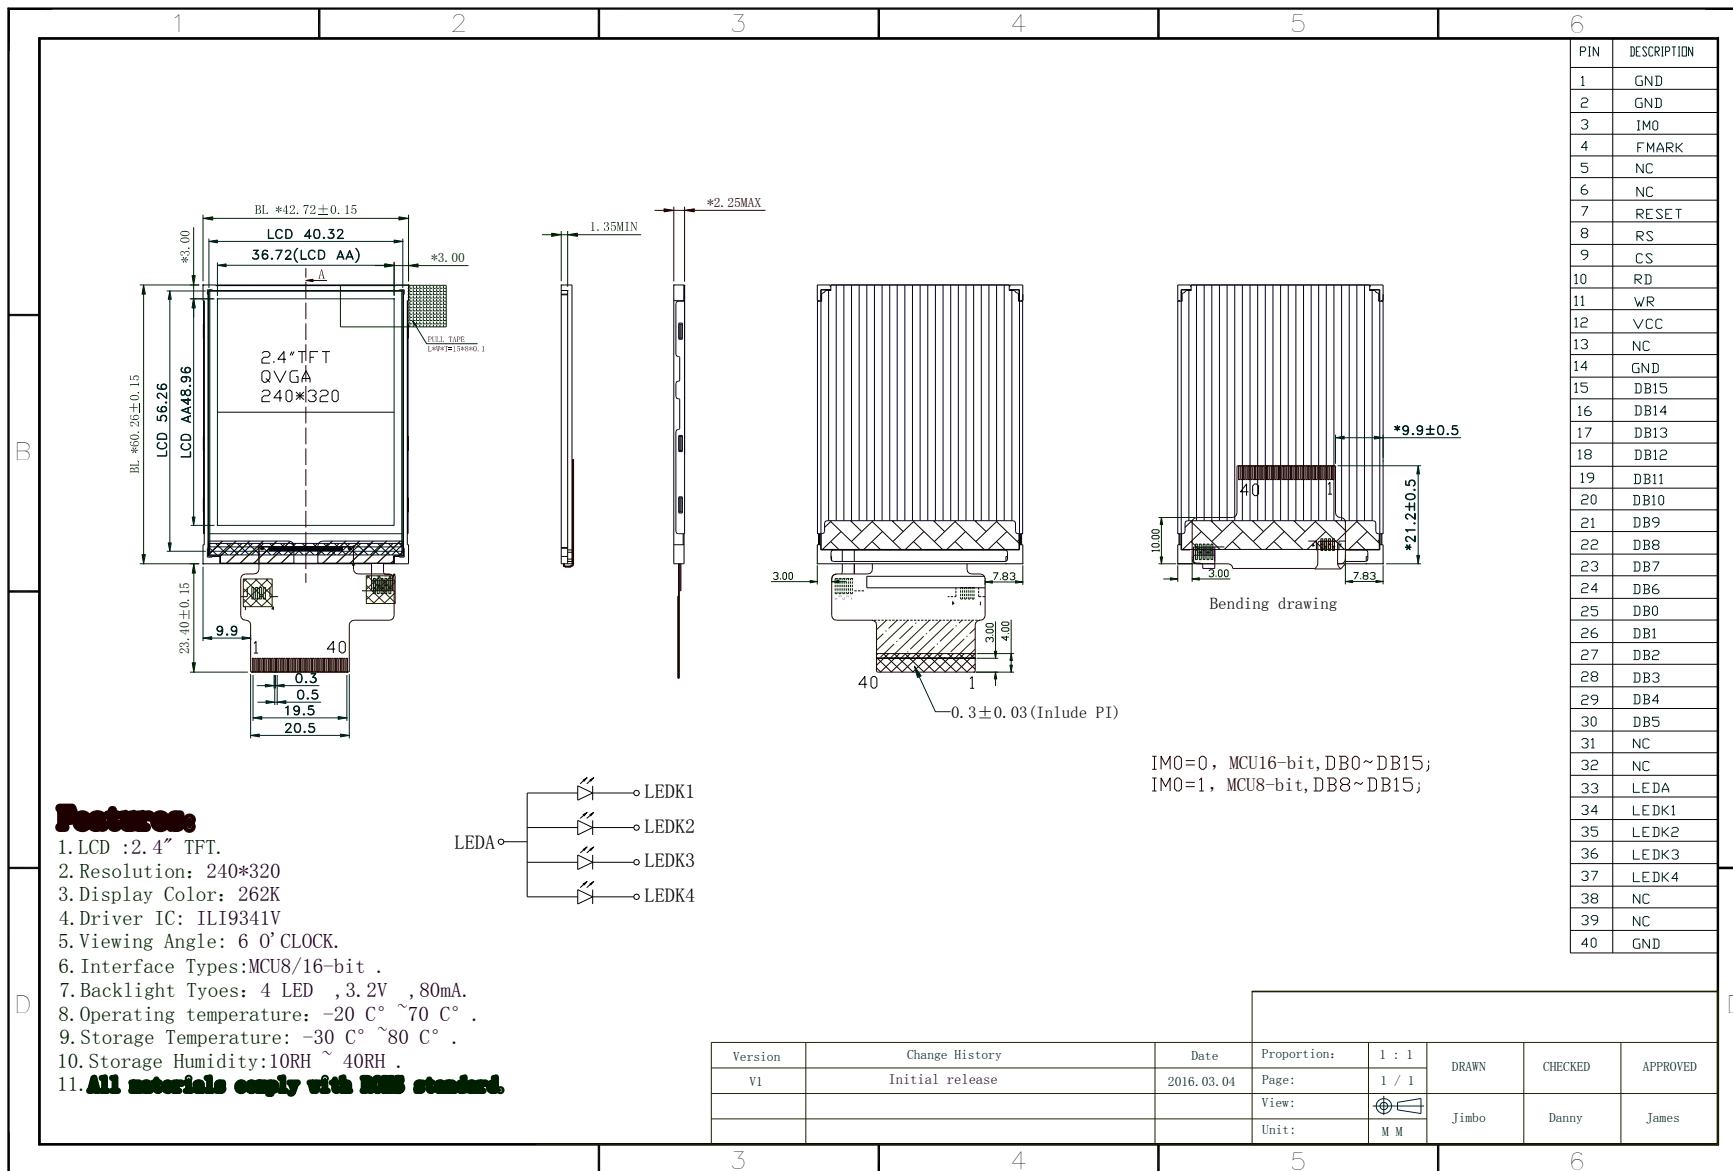 1 2 3 4 5 6
PIN DESCRIPTION
1 GND
2 GND
3 IM0
4 FMARK
5 NC
6 NC
7 RESET
8 RS
9 CS
10 RD
11 WR
12 VCC
13 NC
14 GND
15 DB15
16 DB14
17 DB13
18 DB12
19 DB11
20 DB10
21 DB9
22 DB8
23 DB7
24 DB6
25 DB0
26 DB1
27 DB2
28 DB3
29 DB4
30 DB5
31 NC
32 NC
33 LEDA
34 LEDK1
35 LEDK2
36 LEDK3
37 LEDK4
38 NC
39 NC
40 GND
B
D
BL *42.72±0.15
LCD 40.32
36.72(LCD AA)
*3.00
*3.00
A
PULL TAPE
L*W*T=15*8*0.1
2.4"TFT
QVGA
240*320
BL *60.26±0.15
LCD 56.26
LCD AA48.96
23.40±0.15
9.9
1 40
0.3
0.5
19.5
20.5
1.35MIN
*2.25MAX
3.00
7.83
3.00
4.00
40 1
0.3±0.03(Inlude PI)
*9.9±0.5
40 1
*21.2±0.5
10.00
3.00
7.83
Bending drawing
IM0=0, MCU16-bit,DB0~DB15;
IM0=1, MCU8-bit,DB8~DB15;
LEDA
LEDK1
LEDK2
LEDK3
LEDK4
Features:
1.LCD :2.4" TFT.
2.Resolution: 240*320
3.Display Color: 262K
4.Driver IC: ILI9341V
5.Viewing Angle: 6 O'CLOCK.
6.Interface Types:MCU8/16-bit .
7.Backlight Tyoes: 4 LED ,3.2V ,80mA.
8.Operating temperature: -20 C° ~70 C° .
9.Storage Temperature: -30 C° ~80 C° .
10.Storage Humidity:10RH ~ 40RH .
11.All materials comply with ROHS standard.
Version Change History Date Proportion: 1 : 1 DRAWN CHECKED APPROVED
V1 Initial release 2016.03.04 Page: 1 / 1
View:
Jimbo Danny James
Unit: M M
3 4 5 6